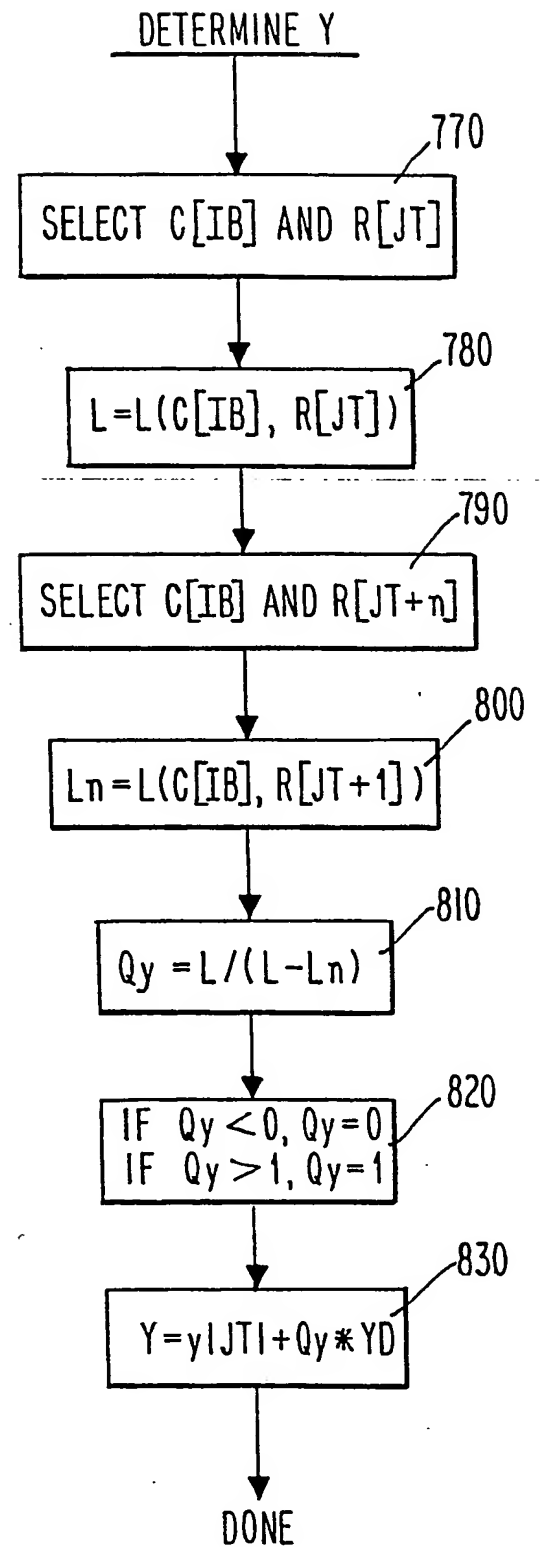 DETERMINE Y
770
SELECT C[IB] AND R[JT]
780
L=L(C[IB], R[JT])
790
SELECT C[IB] AND R[JT+n]
800
Ln=L(C[IB], R[JT+1])
810
Qy =L/(L-Ln)
820
IF Qy <0, Qy=0
IF Qy >1, Qy=1
830
Y=y|JT|+Qy*YD
DONE